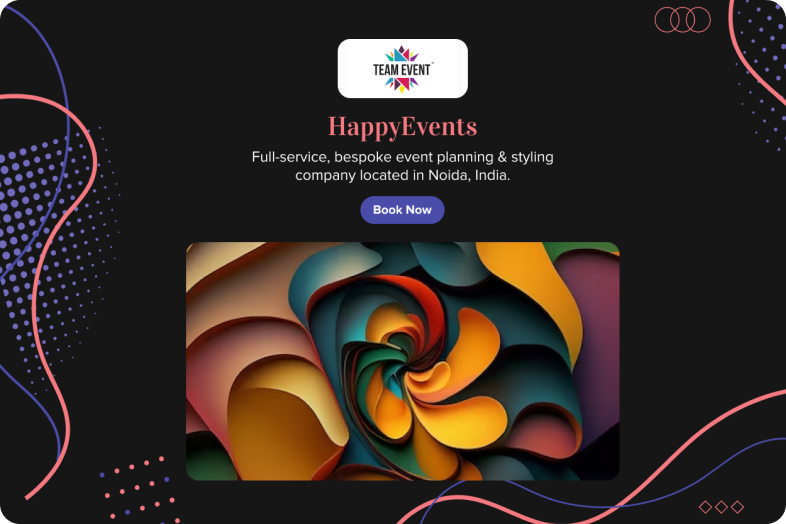 TEAM EVENT
HappyEvents
Full-service, bespoke event planning & styling
company located in Noida, India.
Book Now